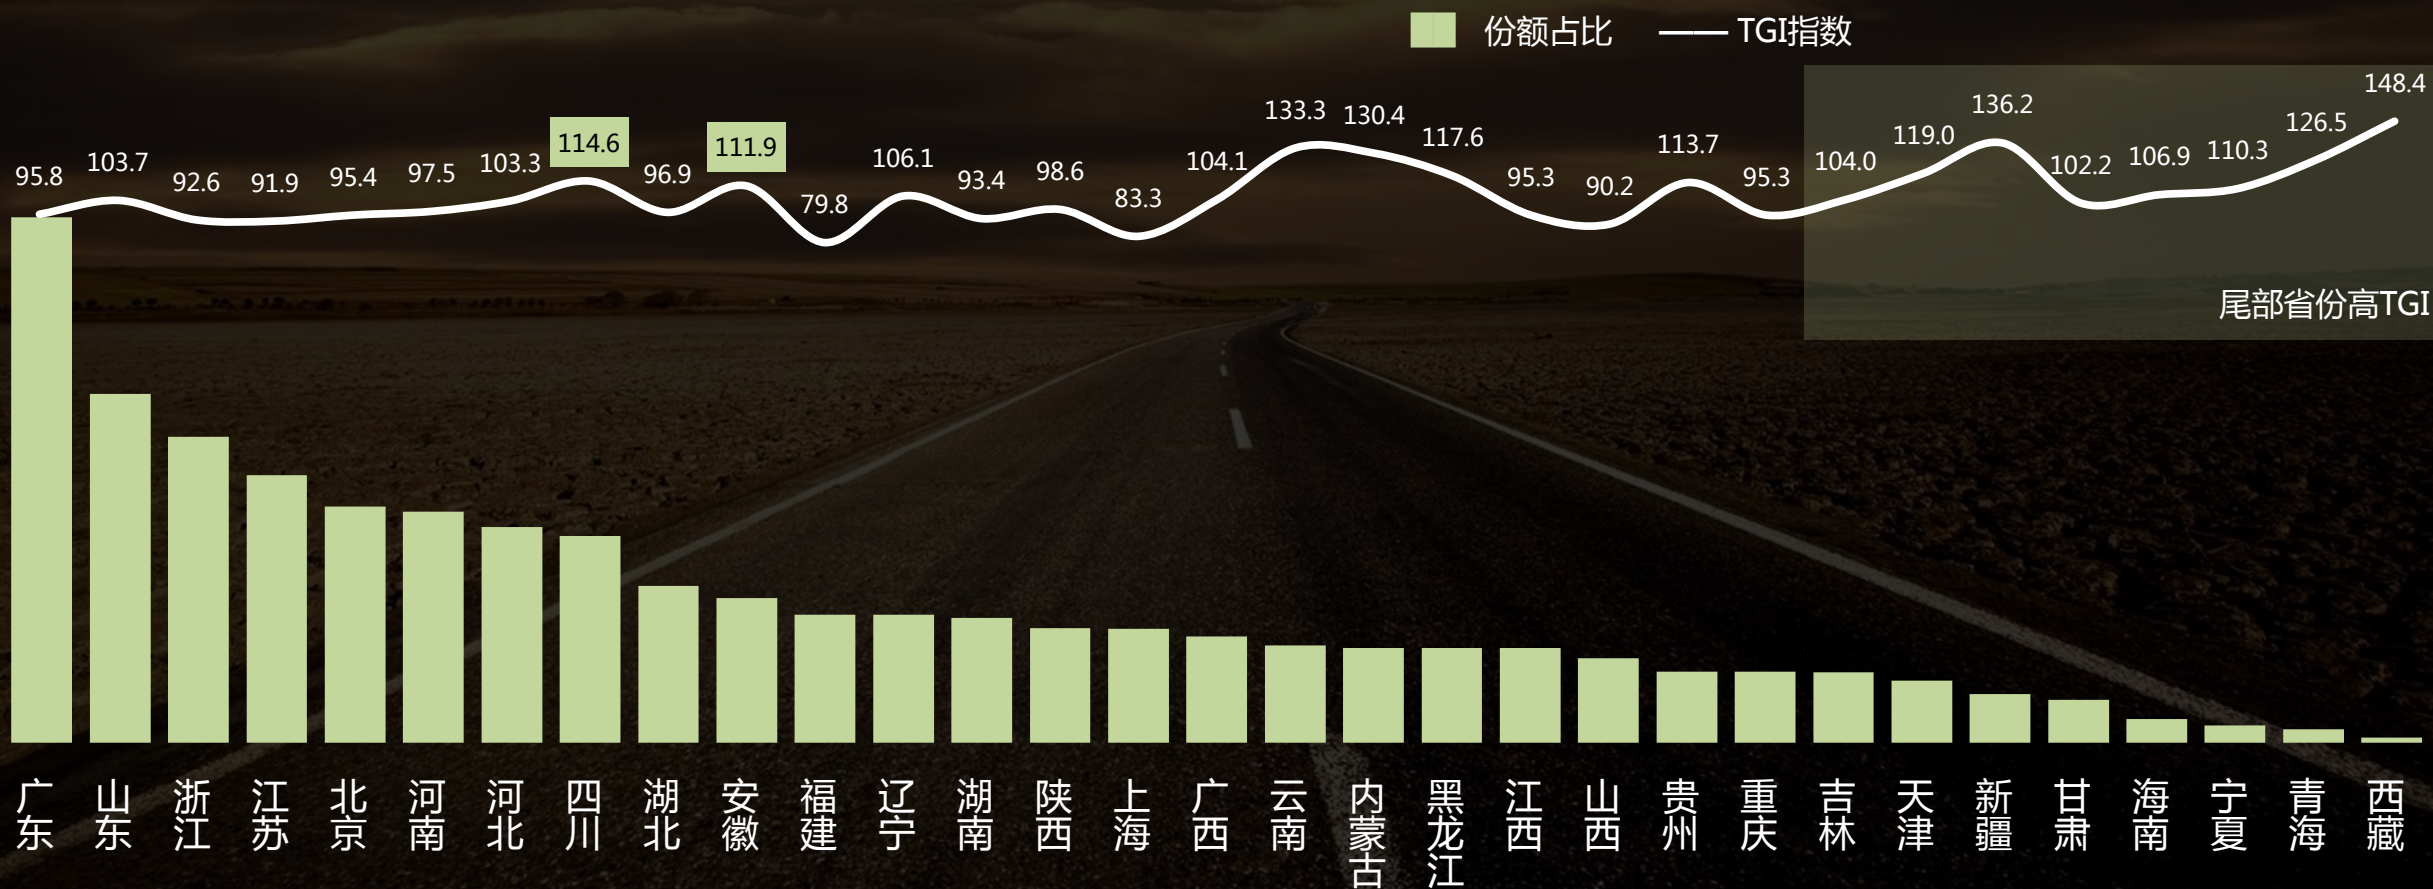 份额占比
TGI指数
95.8
103.7
92.6
91.9
95.4
97.5
103.3
114.6
96.9
111.9
79.8
106.1
93.4
98.6
83.3
104.1
133.3
130.4
117.6
95.3
90.2
113.7
95.3
104.0
119.0
136.2
102.2
106.9
110.3
126.5
148.4
尾部省份高TGI
广东
山东
浙江
江苏
北京
河南
河北
四川
湖北
安徽
福建
辽宁
湖南
陕西
上海
广西
云南
内蒙古
黑龙江
江西
山西
贵州
重庆
吉林
天津
新疆
甘肃
海南
宁夏
青海
西藏